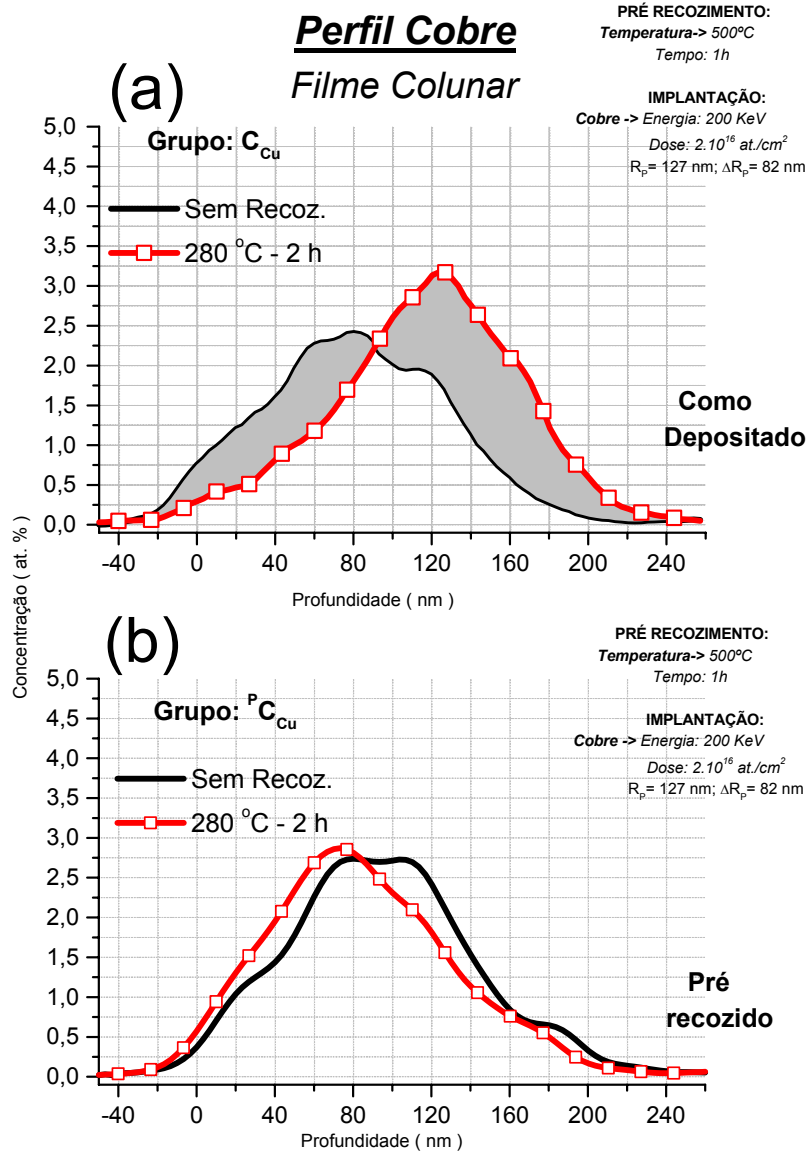 Perfil Cobre
Filme Colunar
PRÉ RECOZIMENTO:
Temperatura-> 500ºC
Tempo: 1h
IMPLANTAÇÃO:
Cobre -> Energia: 200 KeV
Dose: 2.10¹⁶ at./cm²
R_P= 127 nm; ΔR_P= 82 nm
(a)
Grupo: C_Cu
Sem Recoz.
280 °C - 2 h
Como
Depositado
5,0
4,5
4,0
3,5
3,0
2,5
2,0
1,5
1,0
0,5
0,0
-40 0 40 80 120 160 200 240
Profundidade ( nm )
Concentração ( at. % )
(b)
PRÉ RECOZIMENTO:
Temperatura-> 500ºC
Tempo: 1h
IMPLANTAÇÃO:
Cobre -> Energia: 200 KeV
Dose: 2.10¹⁶ at./cm²
R_P= 127 nm; ΔR_P= 82 nm
Grupo: ᴾC_Cu
Sem Recoz.
280 °C - 2 h
Pré
recozido
5,0
4,5
4,0
3,5
3,0
2,5
2,0
1,5
1,0
0,5
0,0
-40 0 40 80 120 160 200 240
Profundidade ( nm )